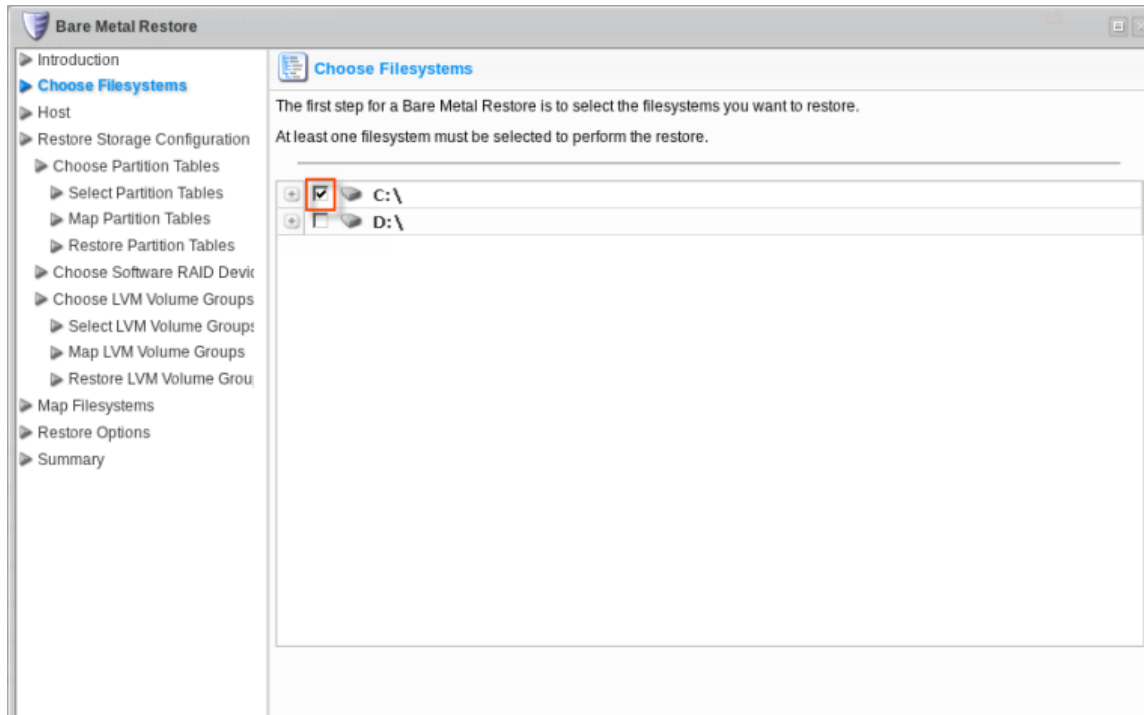 Bare Metal Restore
Introduction
Choose Filesystems
Host
Restore Storage Configuration
Choose Partition Tables
Select Partition Tables
Map Partition Tables
Restore Partition Tables
Choose Software RAID Devic
Choose LVM Volume Groups
Select LVM Volume Groups
Map LVM Volume Groups
Restore LVM Volume Grou
Map Filesystems
Restore Options
Summary
Choose Filesystems
The first step for a Bare Metal Restore is to select the filesystems you want to restore.
At least one filesystem must be selected to perform the restore.
C:\
D:\